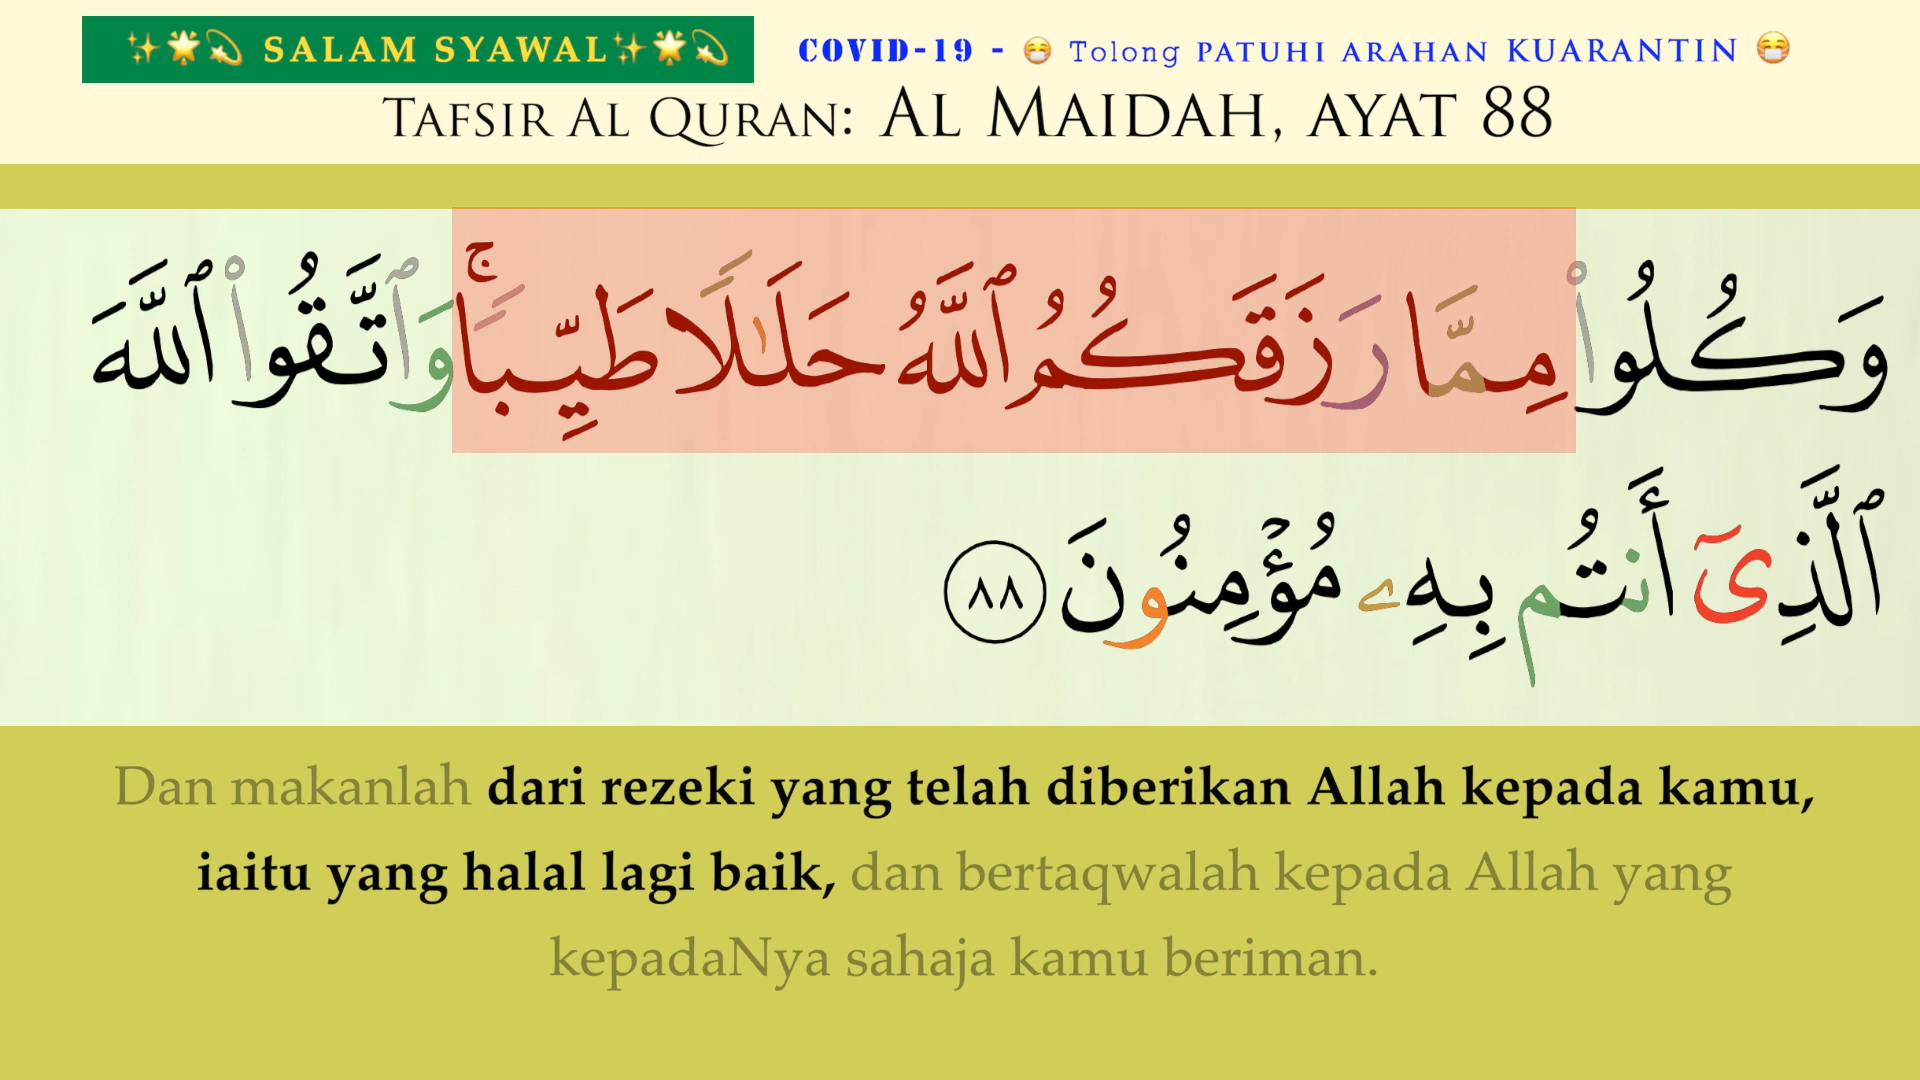 ✨🌟💫 SALAM SYAWAL✨🌟💫
COVID-19 - 😷 Tolong PATUHI ARAHAN KUARANTIN 😷
TAFSIR AL QURAN: AL MAIDAH, AYAT 88
وَكُلُوا۟ مِمَّا رَزَقَكُمُ ٱللَّهُ حَلَـٰلًا طَيِّبًا ۚ وَٱتَّقُوا۟ ٱللَّهَ
ٱلَّذِىٓ أَنتُم بِهِۦ مُؤْمِنُونَ ٨٨
Dan makanlah dari rezeki yang telah diberikan Allah kepada kamu,
iaitu yang halal lagi baik, dan bertaqwalah kepada Allah yang
kepadaNya sahaja kamu beriman.